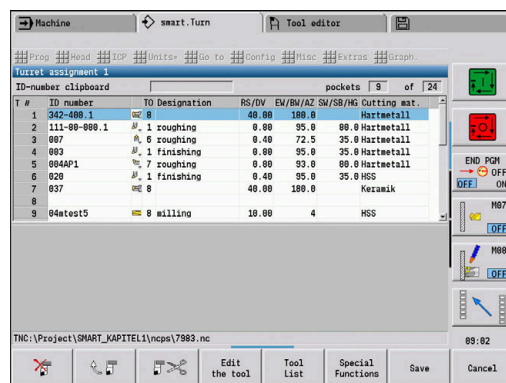 Machine smart.Turn Tool editor
Prog Head ICP Units» Go to Config Misc Extras Graph.
Turret assignment 1
ID-number clipboard pockets 9 of 24
T # ID number TO Designation RS/DV EW/BW/AZ SW/SB/HG Cutting mat.
1 342-400.1 8 40.00 180.0 Hartmetall
2 111-80-080.1 1 roughing 0.80 95.0 80.0 Hartmetall
3 007 6 roughing 0.40 72.5 35.0 Hartmetall
4 003 1 finishing 0.80 95.0 35.0 Hartmetall
5 004AP1 7 roughing 0.80 93.0 80.0 Hartmetall
6 020 1 finishing 0.40 95.0 35.0 HSS
7 037 8 40.00 180.0 Keramik
8
9 04mtest5 8 milling 10.00 4 HSS
END PGM
OFF
OFF ON
M07
OFF
M08
OFF
TNC:\Project\SMART_KAPITEL1\ncps\7983.nc
09:02
Edit the tool
Tool List
Special Functions
Save
Cancel